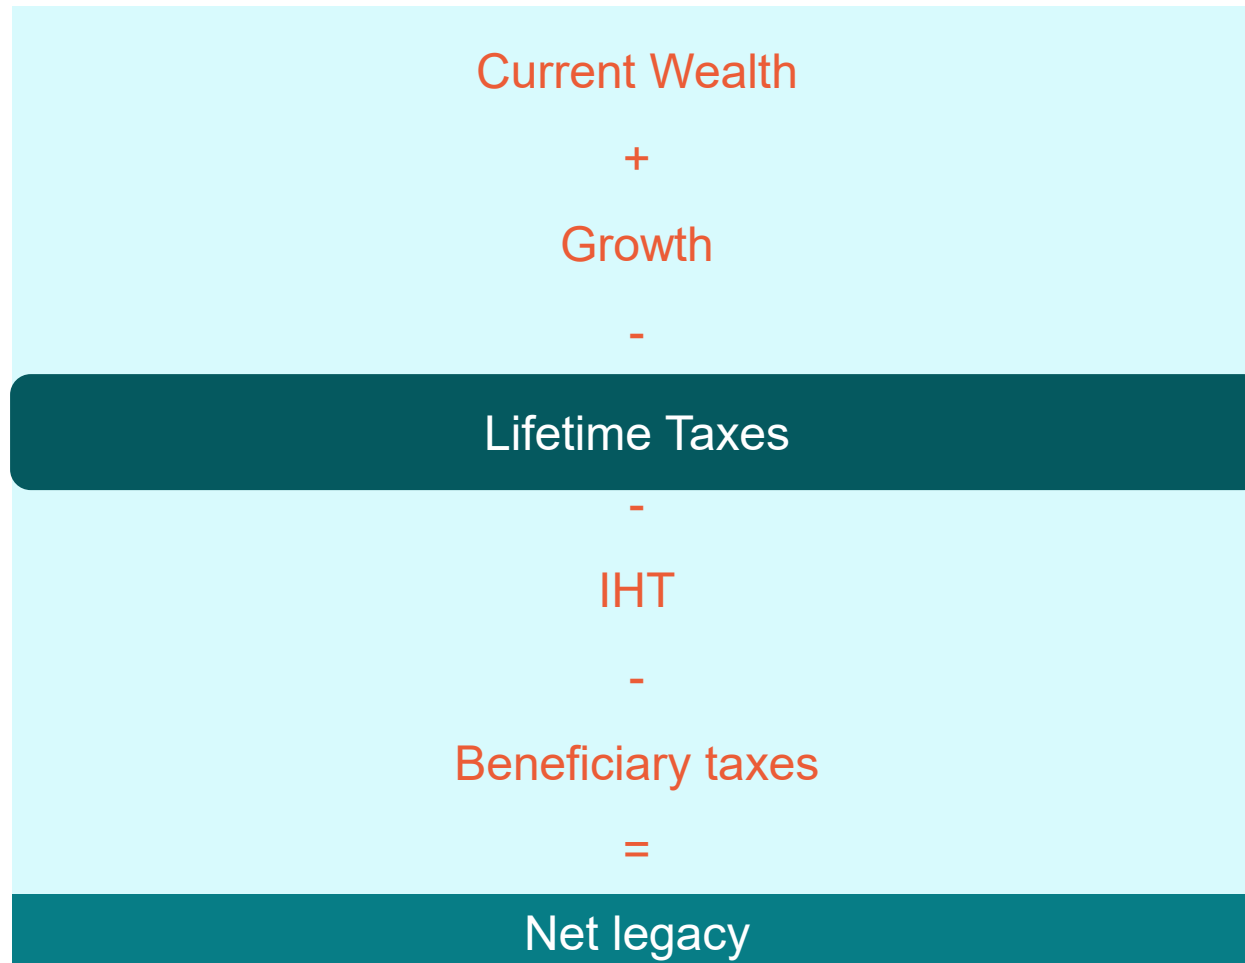 Current Wealth
+
Growth
-
Lifetime Taxes
-
IHT
-
Beneficiary taxes
=
Net legacy